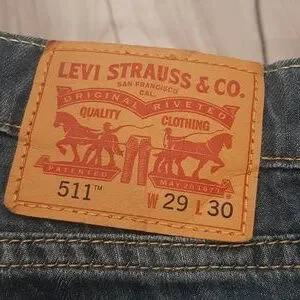 LEVI STRAUSS & CO.
SAN FRANCISCO
CAL.
ORIGINAL RIVETED
QUALITY CLOTHING
PATENTED MAY 20 1873
511™ W 29 L 30